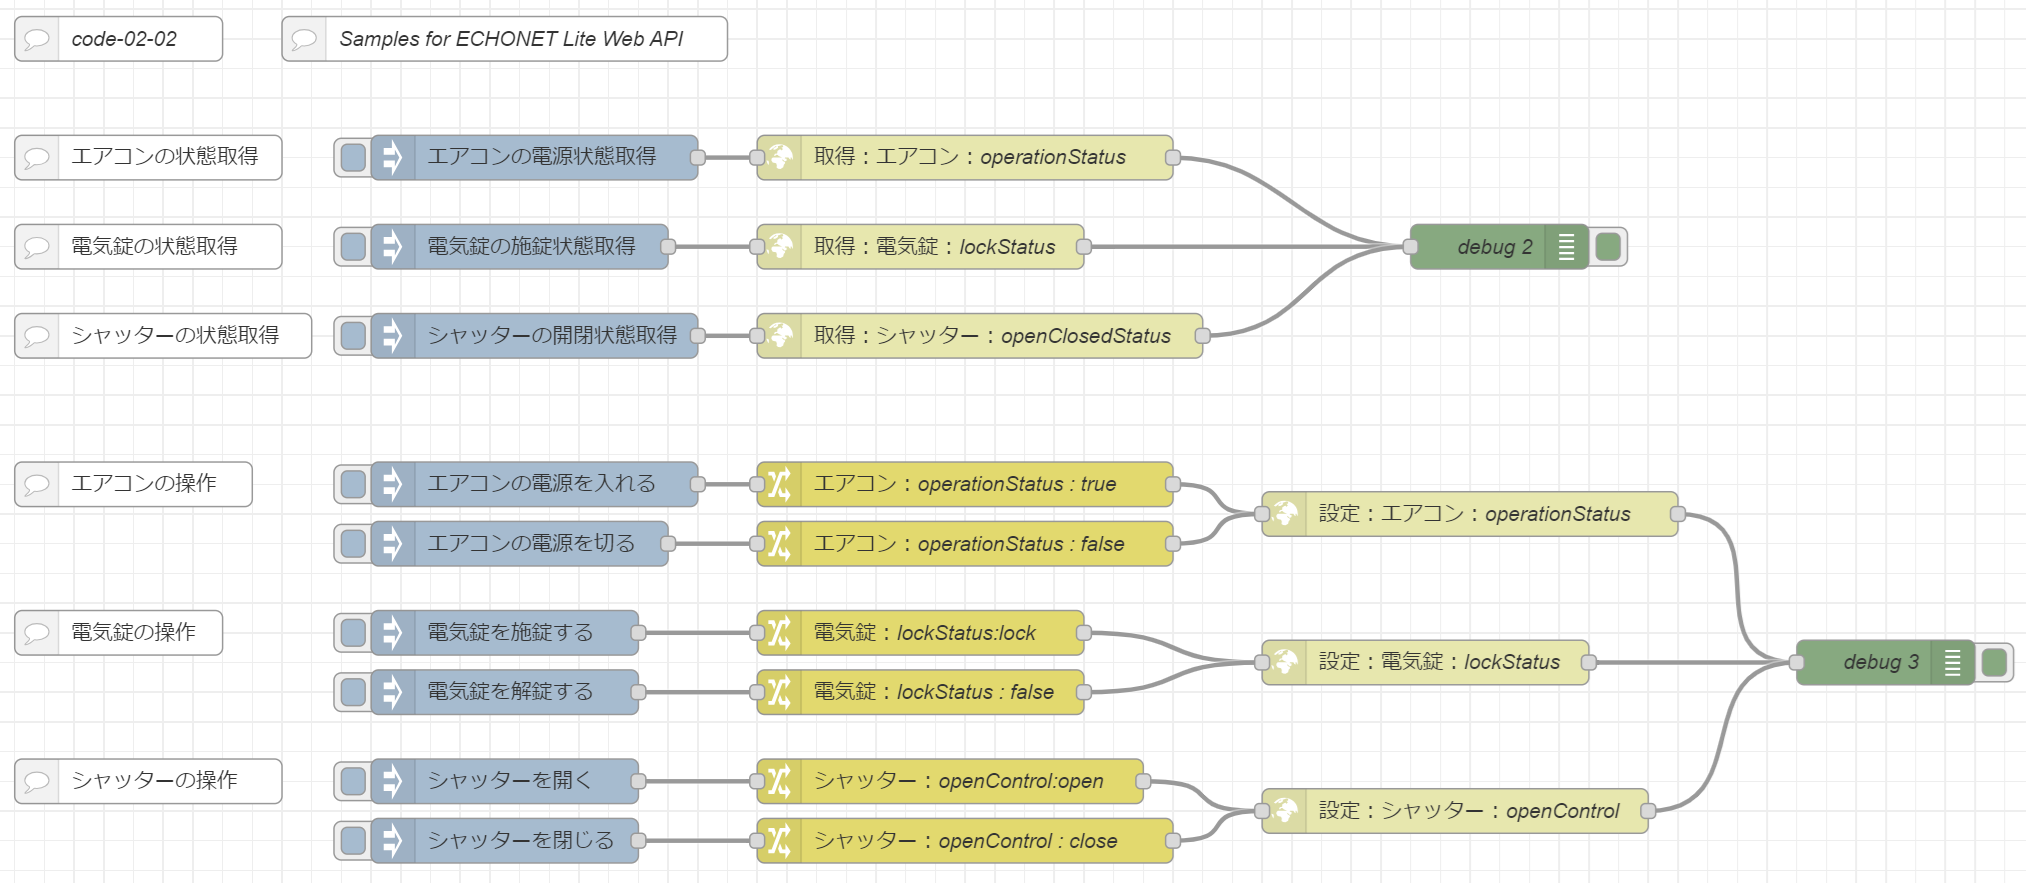 code-02-02
Samples for ECHONET Lite Web API
エアコンの状態取得
エアコンの電源状態取得
取得：エアコン：operationStatus
電気錠の状態取得
電気錠の施錠状態取得
取得：電気錠：lockStatus
debug 2
シャッターの状態取得
シャッターの開閉状態取得
取得：シャッター：openClosedStatus
エアコンの操作
エアコンの電源を入れる
エアコン：operationStatus : true
設定：エアコン：operationStatus
エアコンの電源を切る
エアコン：operationStatus : false
電気錠の操作
電気錠を施錠する
電気錠：lockStatus:lock
設定：電気錠：lockStatus
debug 3
電気錠を解錠する
電気錠：lockStatus : false
シャッターの操作
シャッターを開く
シャッター：openControl:open
設定：シャッター：openControl
シャッターを閉じる
シャッター：openControl : close